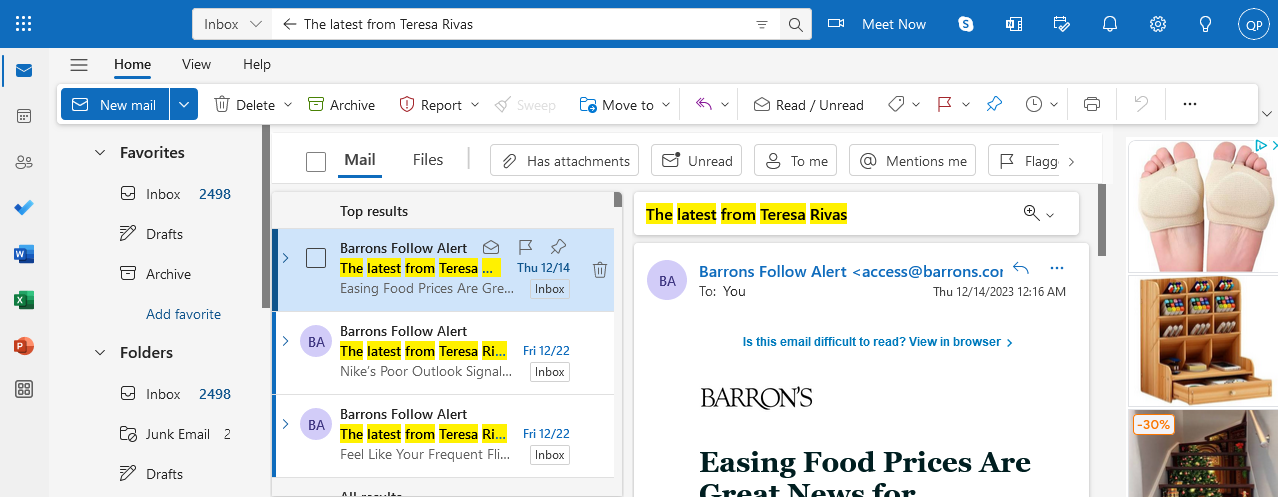 Inbox
The latest from Teresa Rivas
Meet Now
QP
Home View Help
New mail
Delete
Archive
Report
Sweep
Move to
Read / Unread
Favorites
Inbox 2498
Drafts
Archive
Add favorite
Folders
Inbox 2498
Junk Email 2
Drafts
Mail Files
Has attachments
Unread
To me
Mentions me
Flagge
Top results
Barrons Follow Alert
The latest from Teresa ... Thu 12/14
Easing Food Prices Are Gre... Inbox
BA
Barrons Follow Alert
The latest from Teresa Ri... Fri 12/22
Nike's Poor Outlook Signal... Inbox
BA
Barrons Follow Alert
The latest from Teresa Ri... Fri 12/22
Feel Like Your Frequent Fli... Inbox
All results
The latest from Teresa Rivas
BA
Barrons Follow Alert <access@barrons.cor
To: You Thu 12/14/2023 12:16 AM
Is this email difficult to read? View in browser
BARRON'S
Easing Food Prices Are
Great News for
-30%